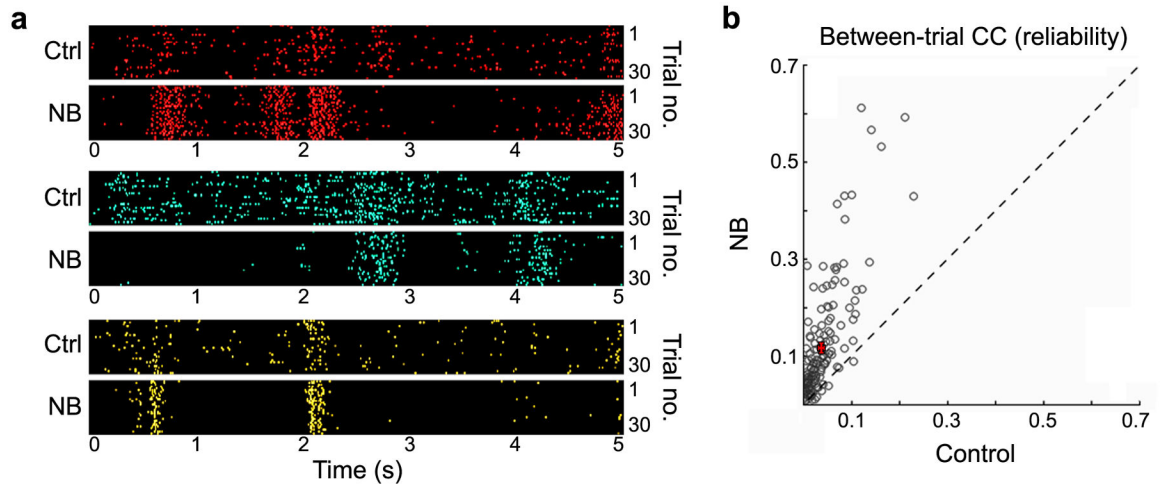 a
Ctrl
1
30
Trial no.
NB
1
30
0 1 2 3 4 5
Ctrl
1
30
Trial no.
NB
1
30
0 1 2 3 4 5
Ctrl
1
30
Trial no.
NB
1
30
0 1 2 3 4 5
Time (s)
b
Between-trial CC (reliability)
0.7
0.5
0.3
0.1
NB
0.1 0.3 0.5 0.7
Control